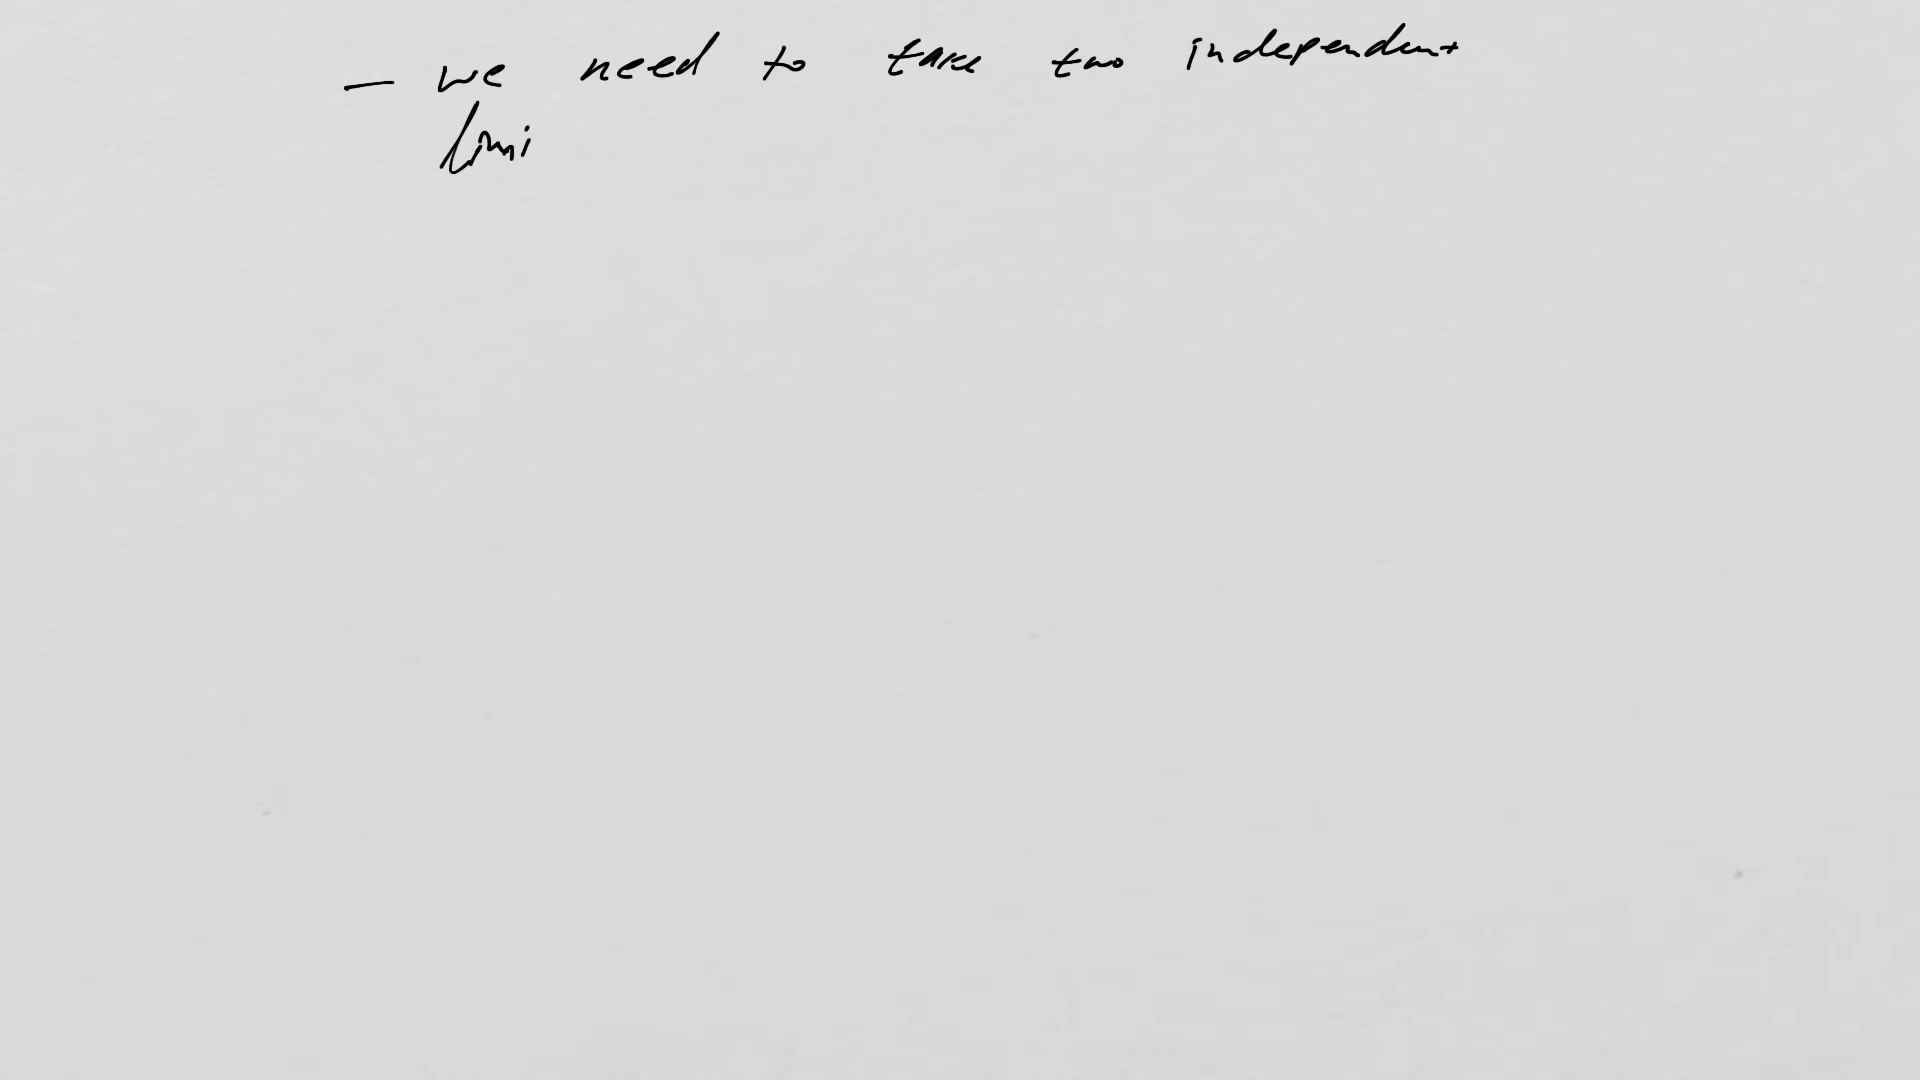 — we need to take two independent
limi